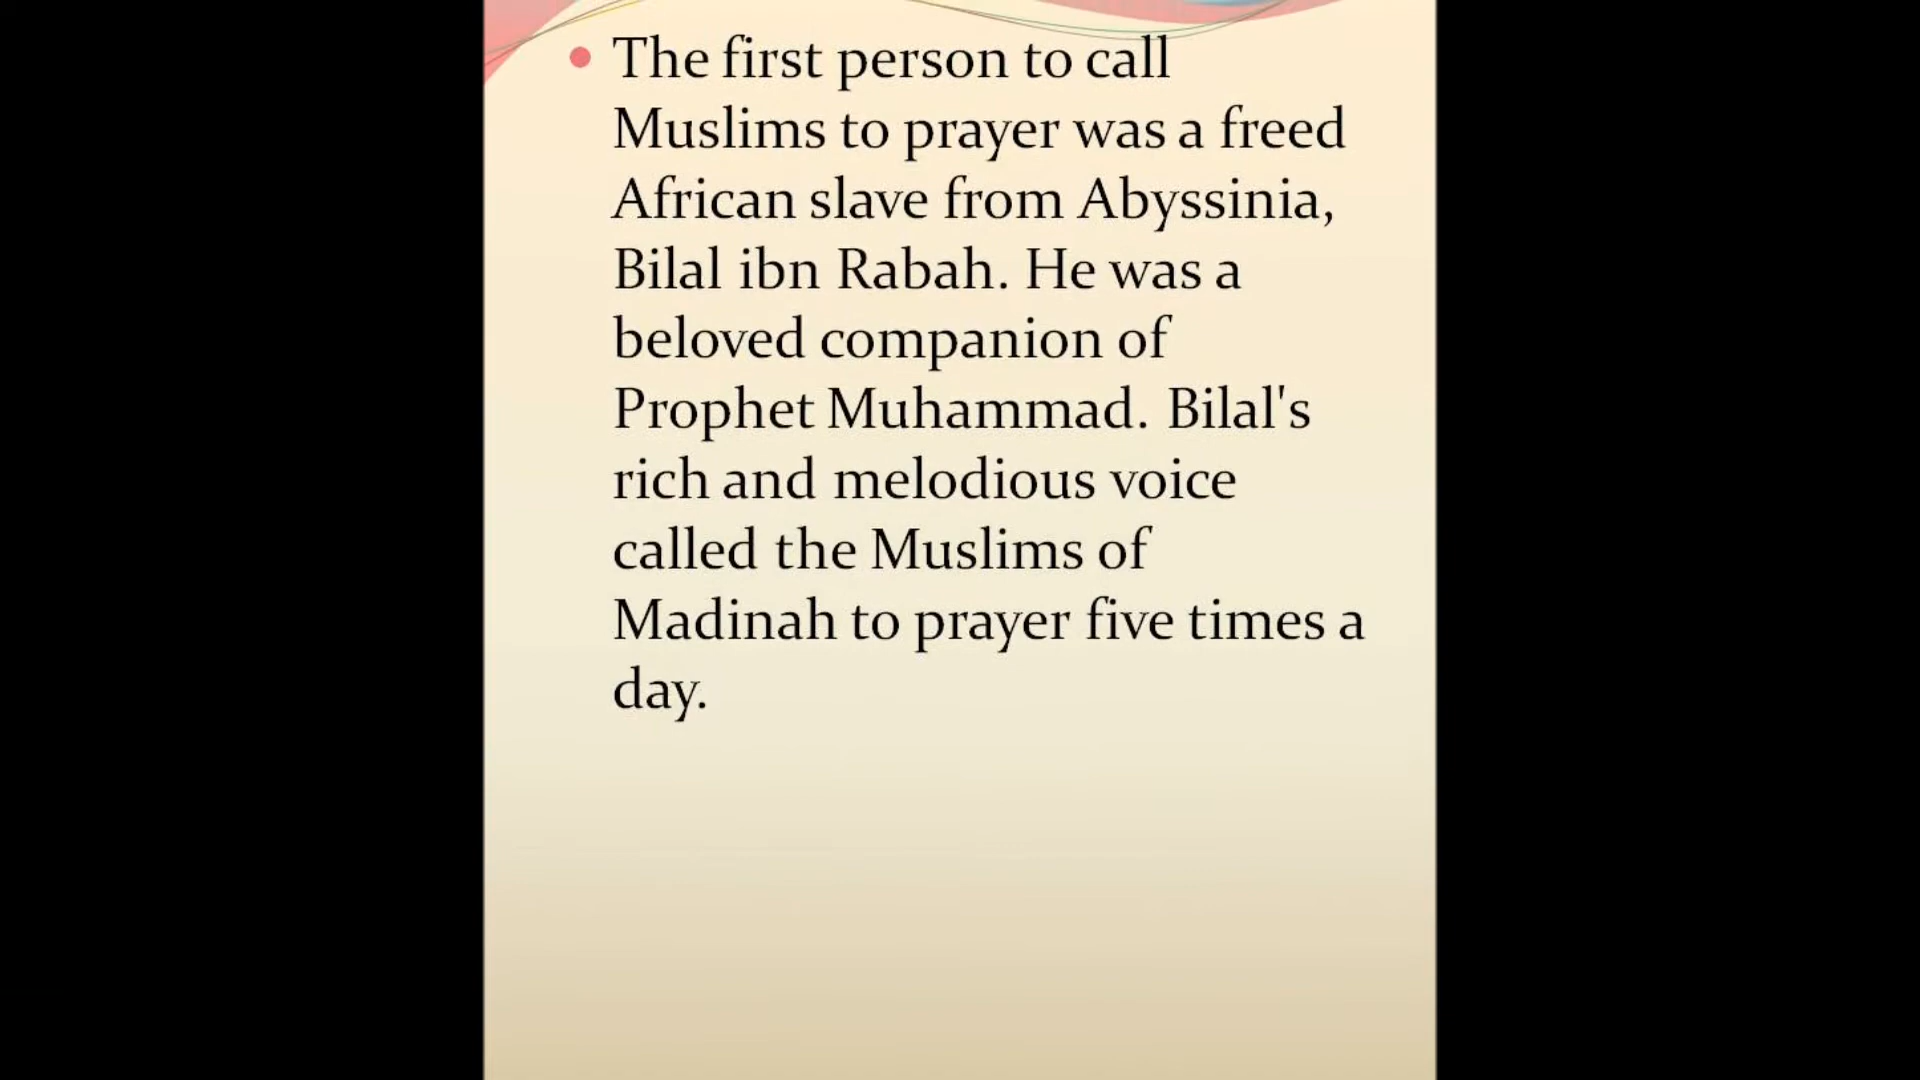 The first person to call
Muslims to prayer was a freed
African slave from Abyssinia,
Bilal ibn Rabah. He was a
beloved companion of
Prophet Muhammad. Bilal's
rich and melodious voice
called the Muslims of
Madinah to prayer five times a
day.